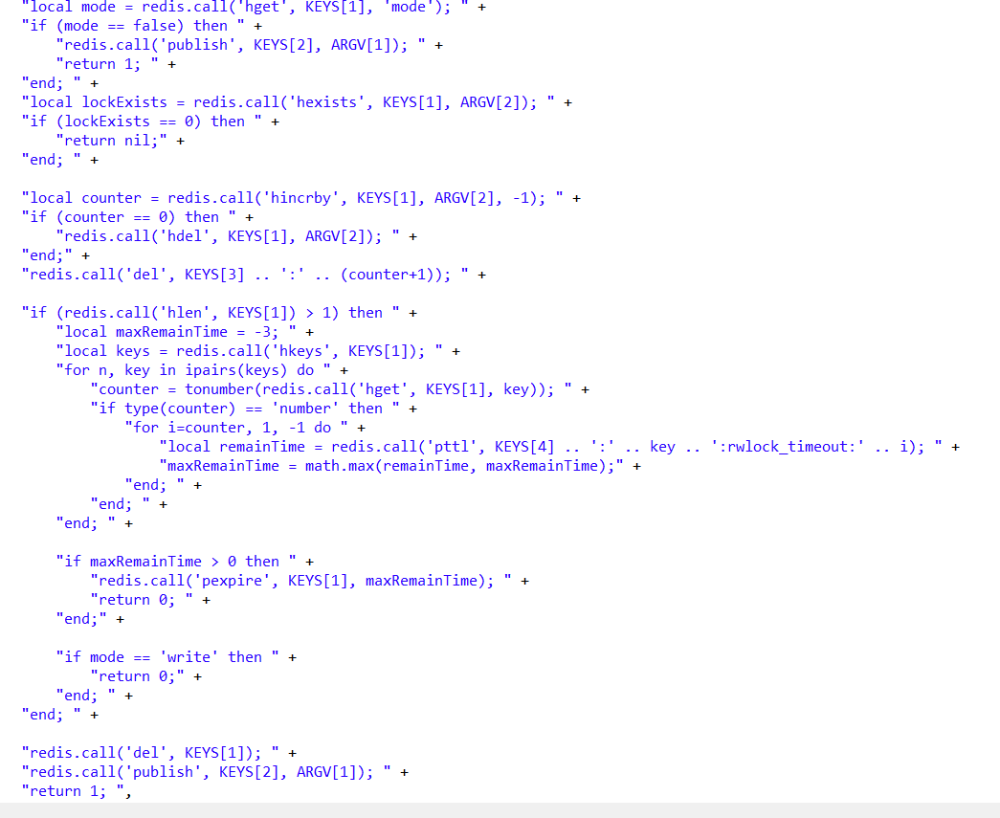 "local mode = redis.call('hget', KEYS[1], 'mode'); " +
"if (mode == false) then " +
"redis.call('publish', KEYS[2], ARGV[1]); " +
"return 1; " +
"end; " +
"local lockExists = redis.call('hexists', KEYS[1], ARGV[2]); " +
"if (lockExists == 0) then " +
"return nil;" +
"end; " +
"local counter = redis.call('hincrby', KEYS[1], ARGV[2], -1); " +
"if (counter == 0) then " +
"redis.call('hdel', KEYS[1], ARGV[2]); " +
"end;" +
"redis.call('del', KEYS[3] .. ':' .. (counter+1)); " +
"if (redis.call('hlen', KEYS[1]) > 1) then " +
"local maxRemainTime = -3; " +
"local keys = redis.call('hkeys', KEYS[1]); " +
"for n, key in ipairs(keys) do " +
"counter = tonumber(redis.call('hget', KEYS[1], key)); " +
"if type(counter) == 'number' then " +
"for i=counter, 1, -1 do " +
"local remainTime = redis.call('pttl', KEYS[4] .. ':' .. key .. ':rwlock_timeout:' .. i); " +
"maxRemainTime = math.max(remainTime, maxRemainTime);" +
"end; " +
"end; " +
"end; " +
"if maxRemainTime > 0 then " +
"redis.call('pexpire', KEYS[1], maxRemainTime); " +
"return 0; " +
"end;" +
"if mode == 'write' then " +
"return 0;" +
"end; " +
"end; " +
"redis.call('del', KEYS[1]); " +
"redis.call('publish', KEYS[2], ARGV[1]); " +
"return 1; ",